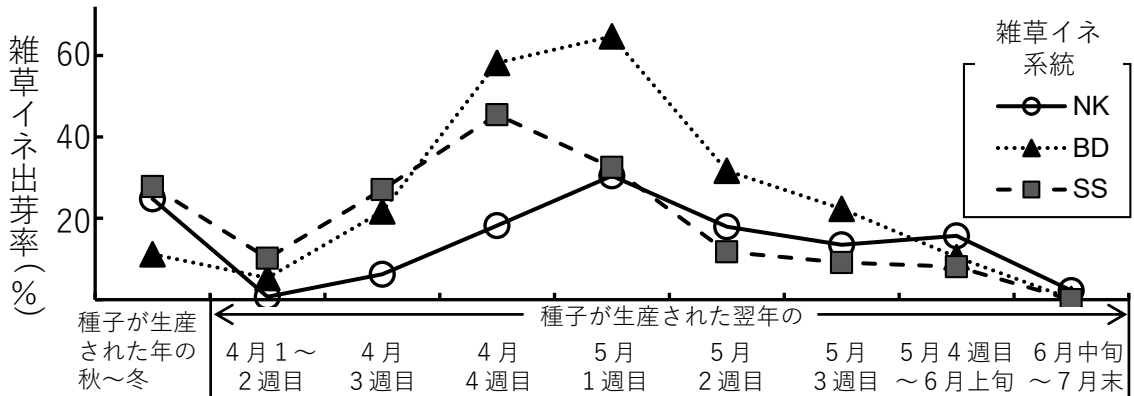 雑草イネ出芽率(%)
60
40
20
雑草イネ
系統
NK
BD
SS
種子が生産
された年の
秋～冬
種子が生産された翌年の
4月1～
2週目
4月
3週目
4月
4週目
5月
1週目
5月
2週目
5月
3週目
5月4週目
～6月上旬
6月中旬
～7月末